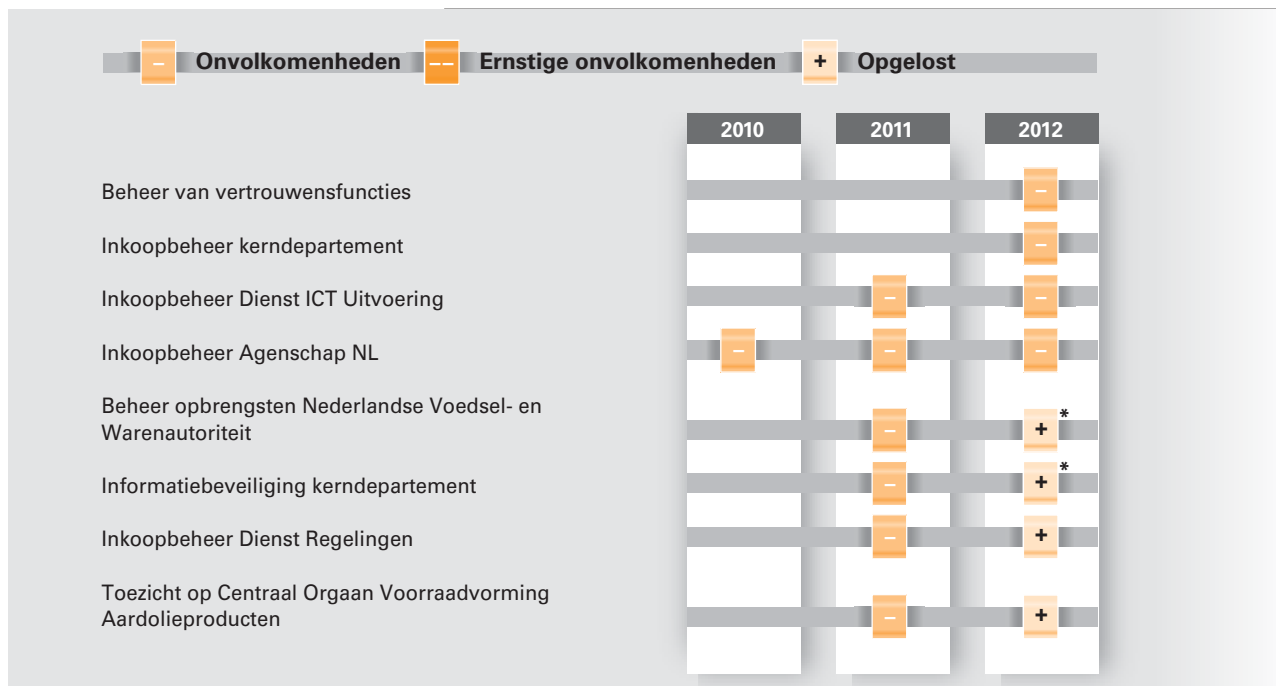 – Onvolkomenheden –– Ernstige onvolkomenheden + Opgelost
2010 2011 2012
Beheer van vertrouwensfuncties –
Inkoopbeheer kerndepartement –
Inkoopbeheer Dienst ICT Uitvoering – –
Inkoopbeheer Agenschap NL – – –
Beheer opbrengsten Nederlandse Voedsel- en
Warenautoriteit – + *
Informatiebeveiliging kerndepartement – + *
Inkoopbeheer Dienst Regelingen – +
Toezicht op Centraal Orgaan Voorraadvorming
Aardolieproducten – +